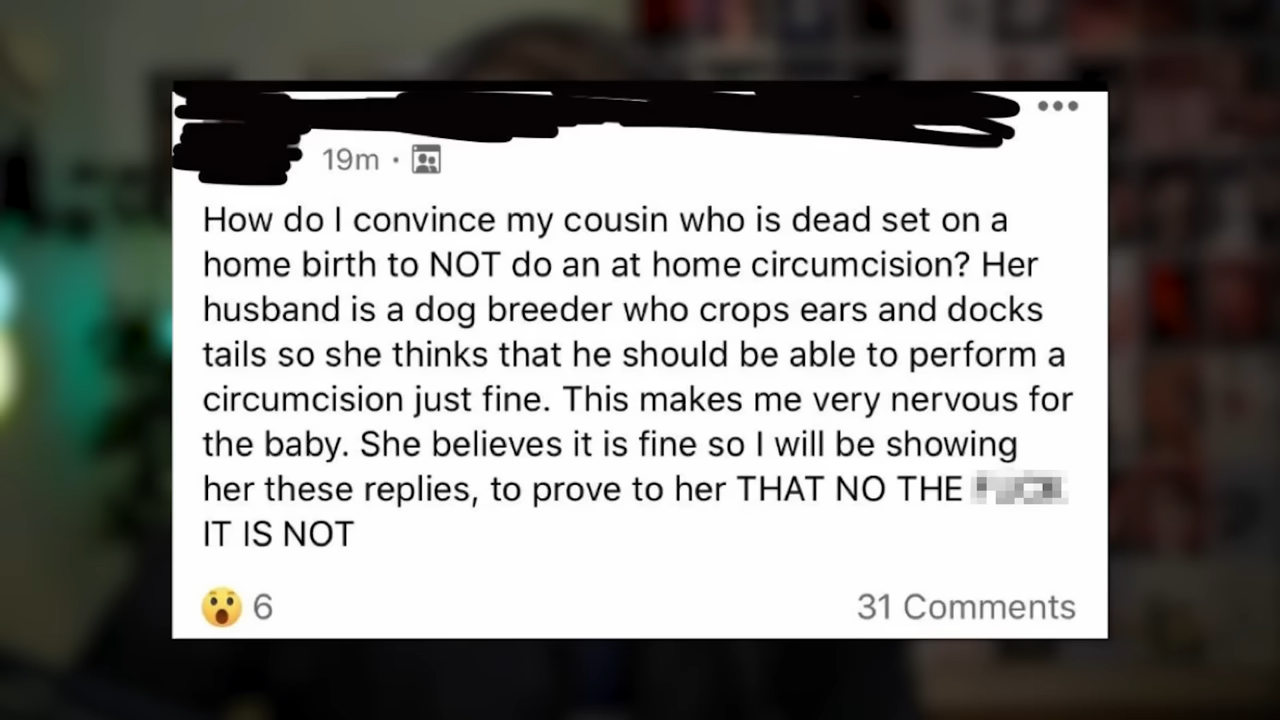 19m ·
How do I convince my cousin who is dead set on a
home birth to NOT do an at home circumcision? Her
husband is a dog breeder who crops ears and docks
tails so she thinks that he should be able to perform a
circumcision just fine. This makes me very nervous for
the baby. She believes it is fine so I will be showing
her these replies, to prove to her THAT NO THE
IT IS NOT
6
31 Comments